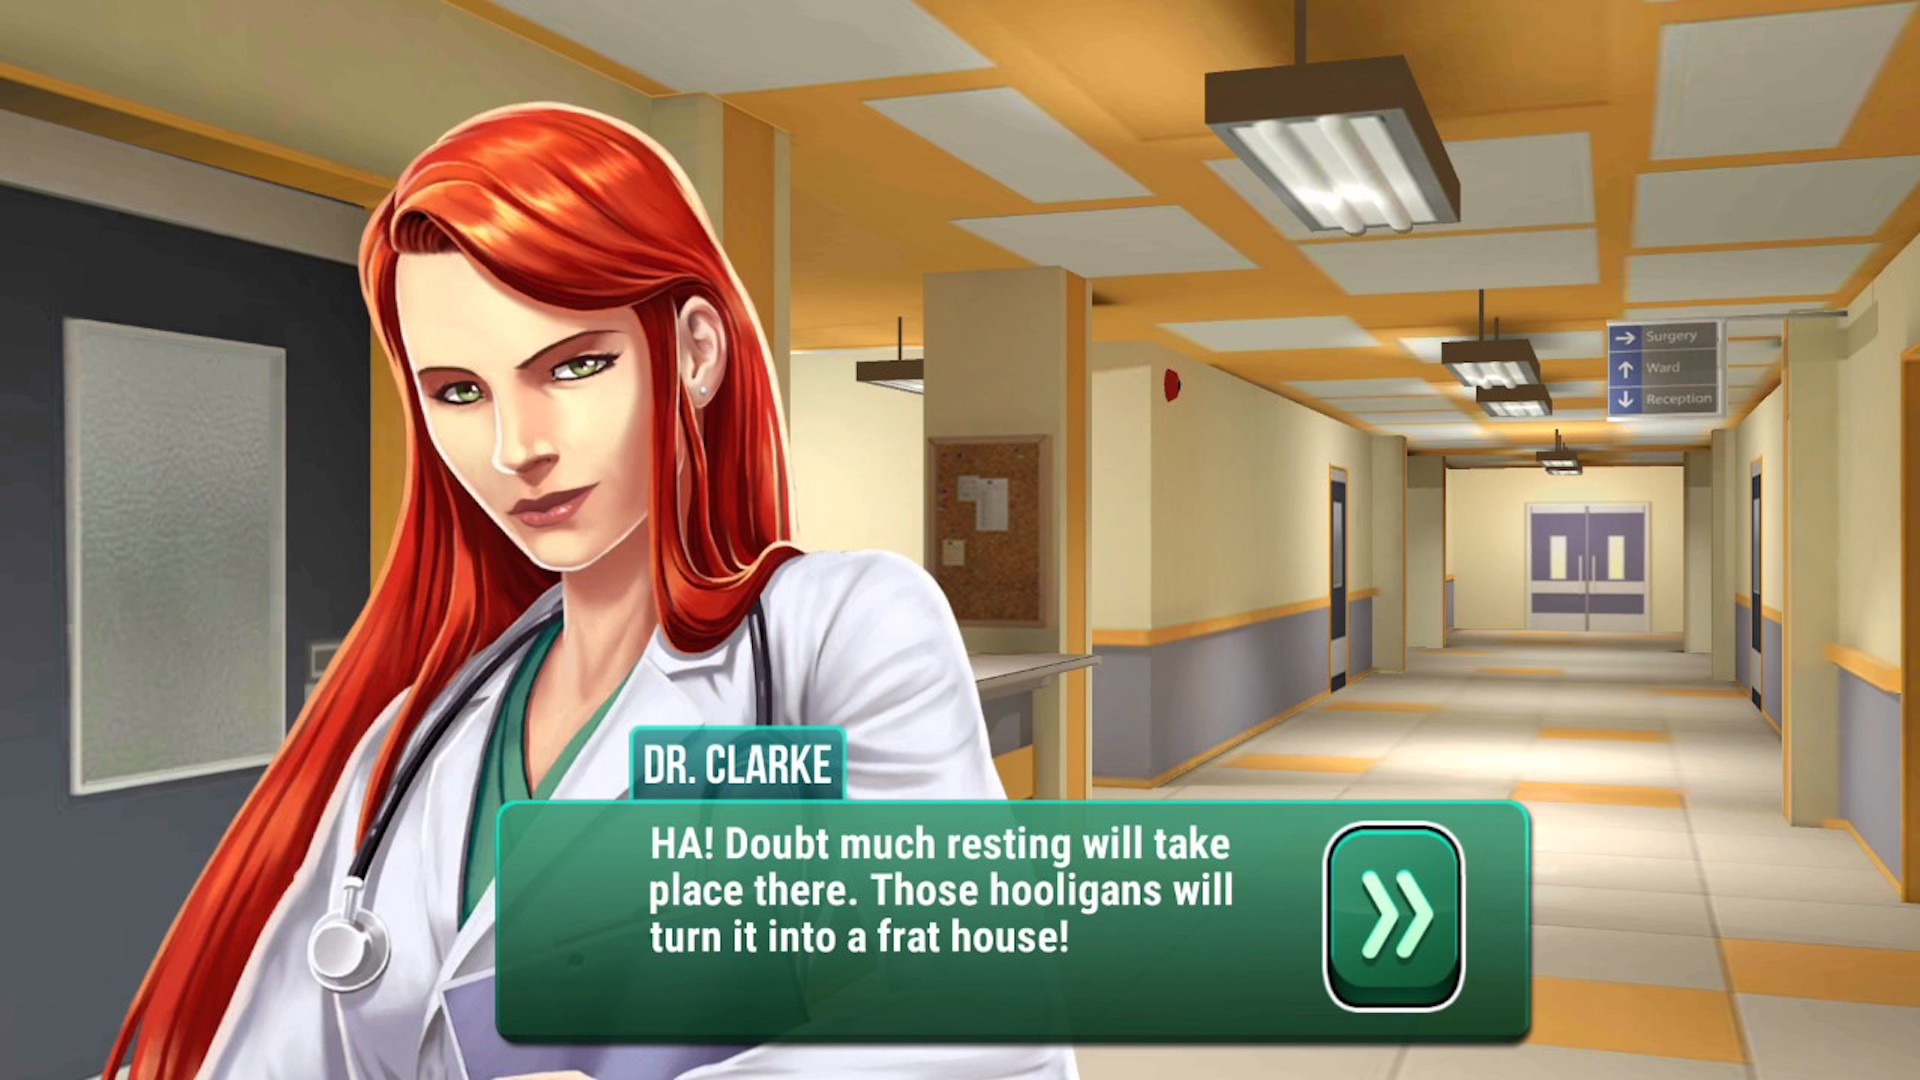 Surgery
Ward
Reception
DR. CLARKE
HA! Doubt much resting will take
place there. Those hooligans will
turn it into a frat house!